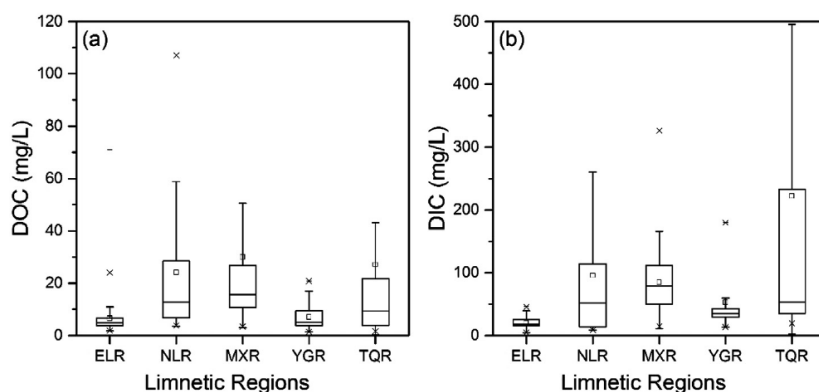 (a)
DOC (mg/L)
120
100
80
60
40
20
0
ELR NLR MXR YGR TQR
Limnetic Regions
(b)
DIC (mg/L)
500
400
300
200
100
0
ELR NLR MXR YGR TQR
Limnetic Regions